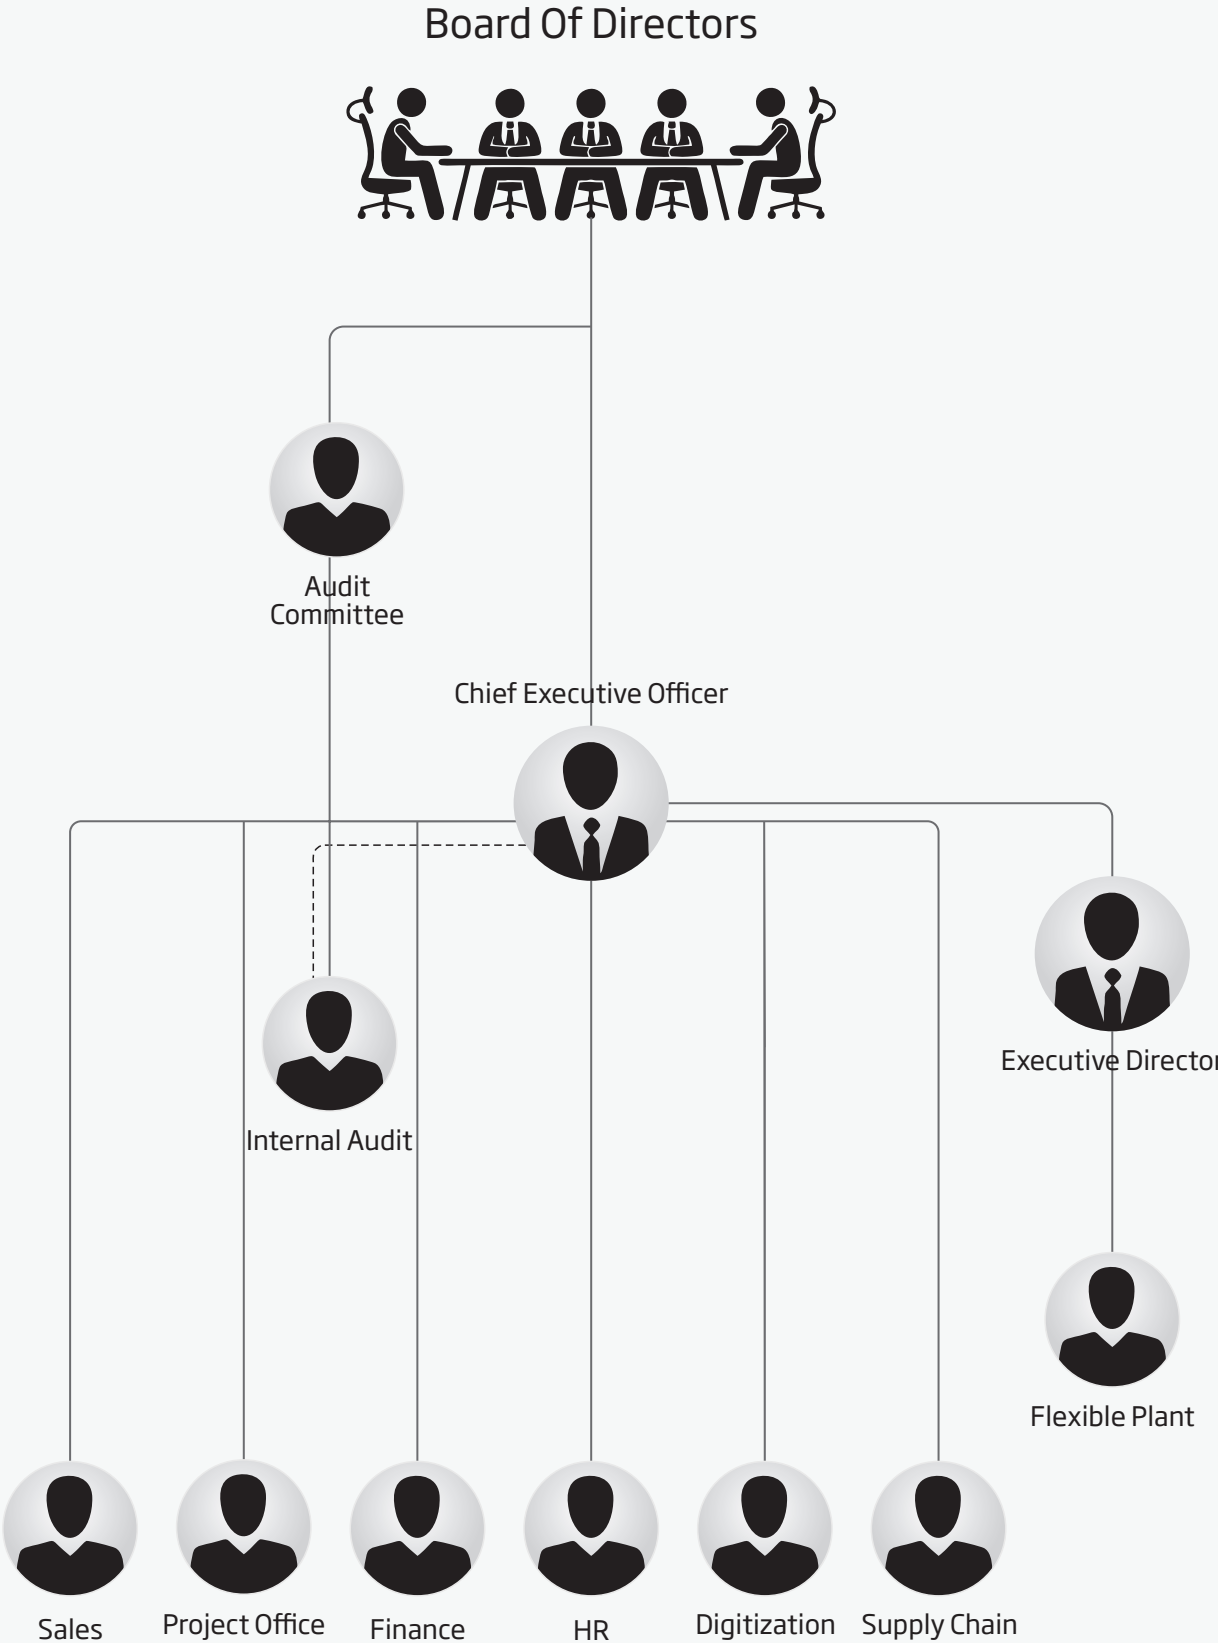 Board Of Directors
Audit
Committee
Chief Executive Officer
Executive Director
Internal Audit
Flexible Plant
Sales
Project Office
Finance
HR
Digitization
Supply Chain